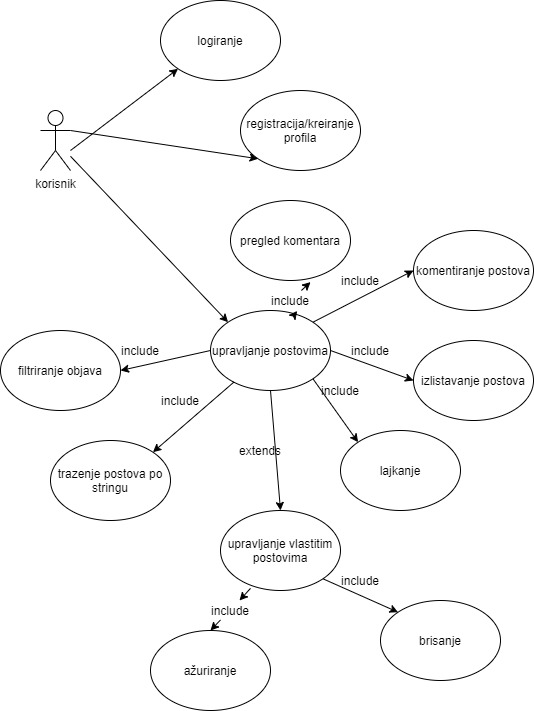 logiranje
registracija/kreiranje
profila
korisnik
pregled komentara
include
komentiranje postova
include
upravljanje postovima
include
filtriranje objava
include
izlistavanje postova
include
include
trazenje postova po
stringu
lajkanje
extends
upravljanje vlastitim
postovima
include
include
ažuriranje
brisanje